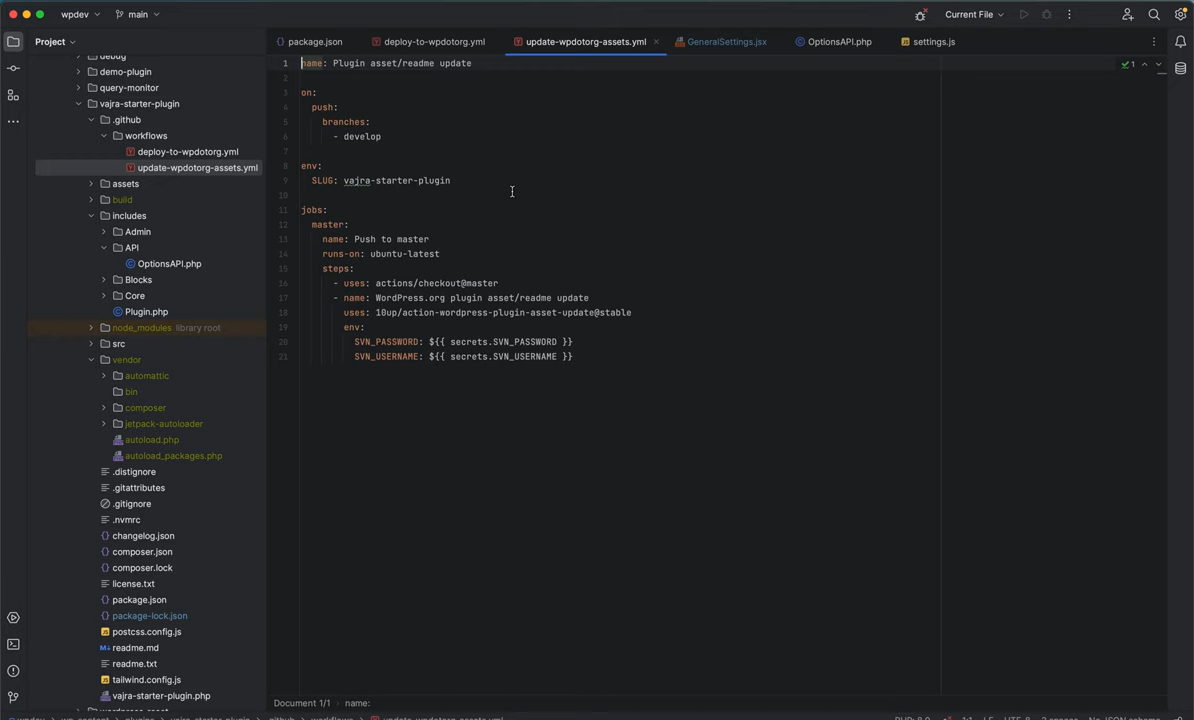 wpdev
main
Current File
Project
package.json
deploy-to-wpdotorg.yml
update-wpdotorg-assets.yml
GeneralSettings.jsx
OptionsAPI.php
settings.js
debug
demo-plugin
query-monitor
vajra-starter-plugin
.github
workflows
deploy-to-wpdotorg.yml
update-wpdotorg-assets.yml
assets
build
includes
Admin
API
OptionsAPI.php
Blocks
Core
Plugin.php
node_modules library root
src
vendor
automattic
bin
composer
jetpack-autoloader
autoload.php
autoload_packages.php
.distignore
.gitattributes
.gitignore
.nvmrc
changelog.json
composer.json
composer.lock
license.txt
package.json
package-lock.json
postcss.config.js
readme.md
readme.txt
tailwind.config.js
vajra-starter-plugin.php
1 name: Plugin asset/readme update
2
3 on:
4 push:
5 branches:
6 - develop
7
8 env:
9 SLUG: vajra-starter-plugin
10
11 jobs:
12 master:
13 name: Push to master
14 runs-on: ubuntu-latest
15 steps:
16 - uses: actions/checkout@master
17 - name: WordPress.org plugin asset/readme update
18 uses: 10up/action-wordpress-plugin-asset-update@stable
19 env:
20 SVN_PASSWORD: ${{ secrets.SVN_PASSWORD }}
21 SVN_USERNAME: ${{ secrets.SVN_USERNAME }}
1
Document 1/1 name: